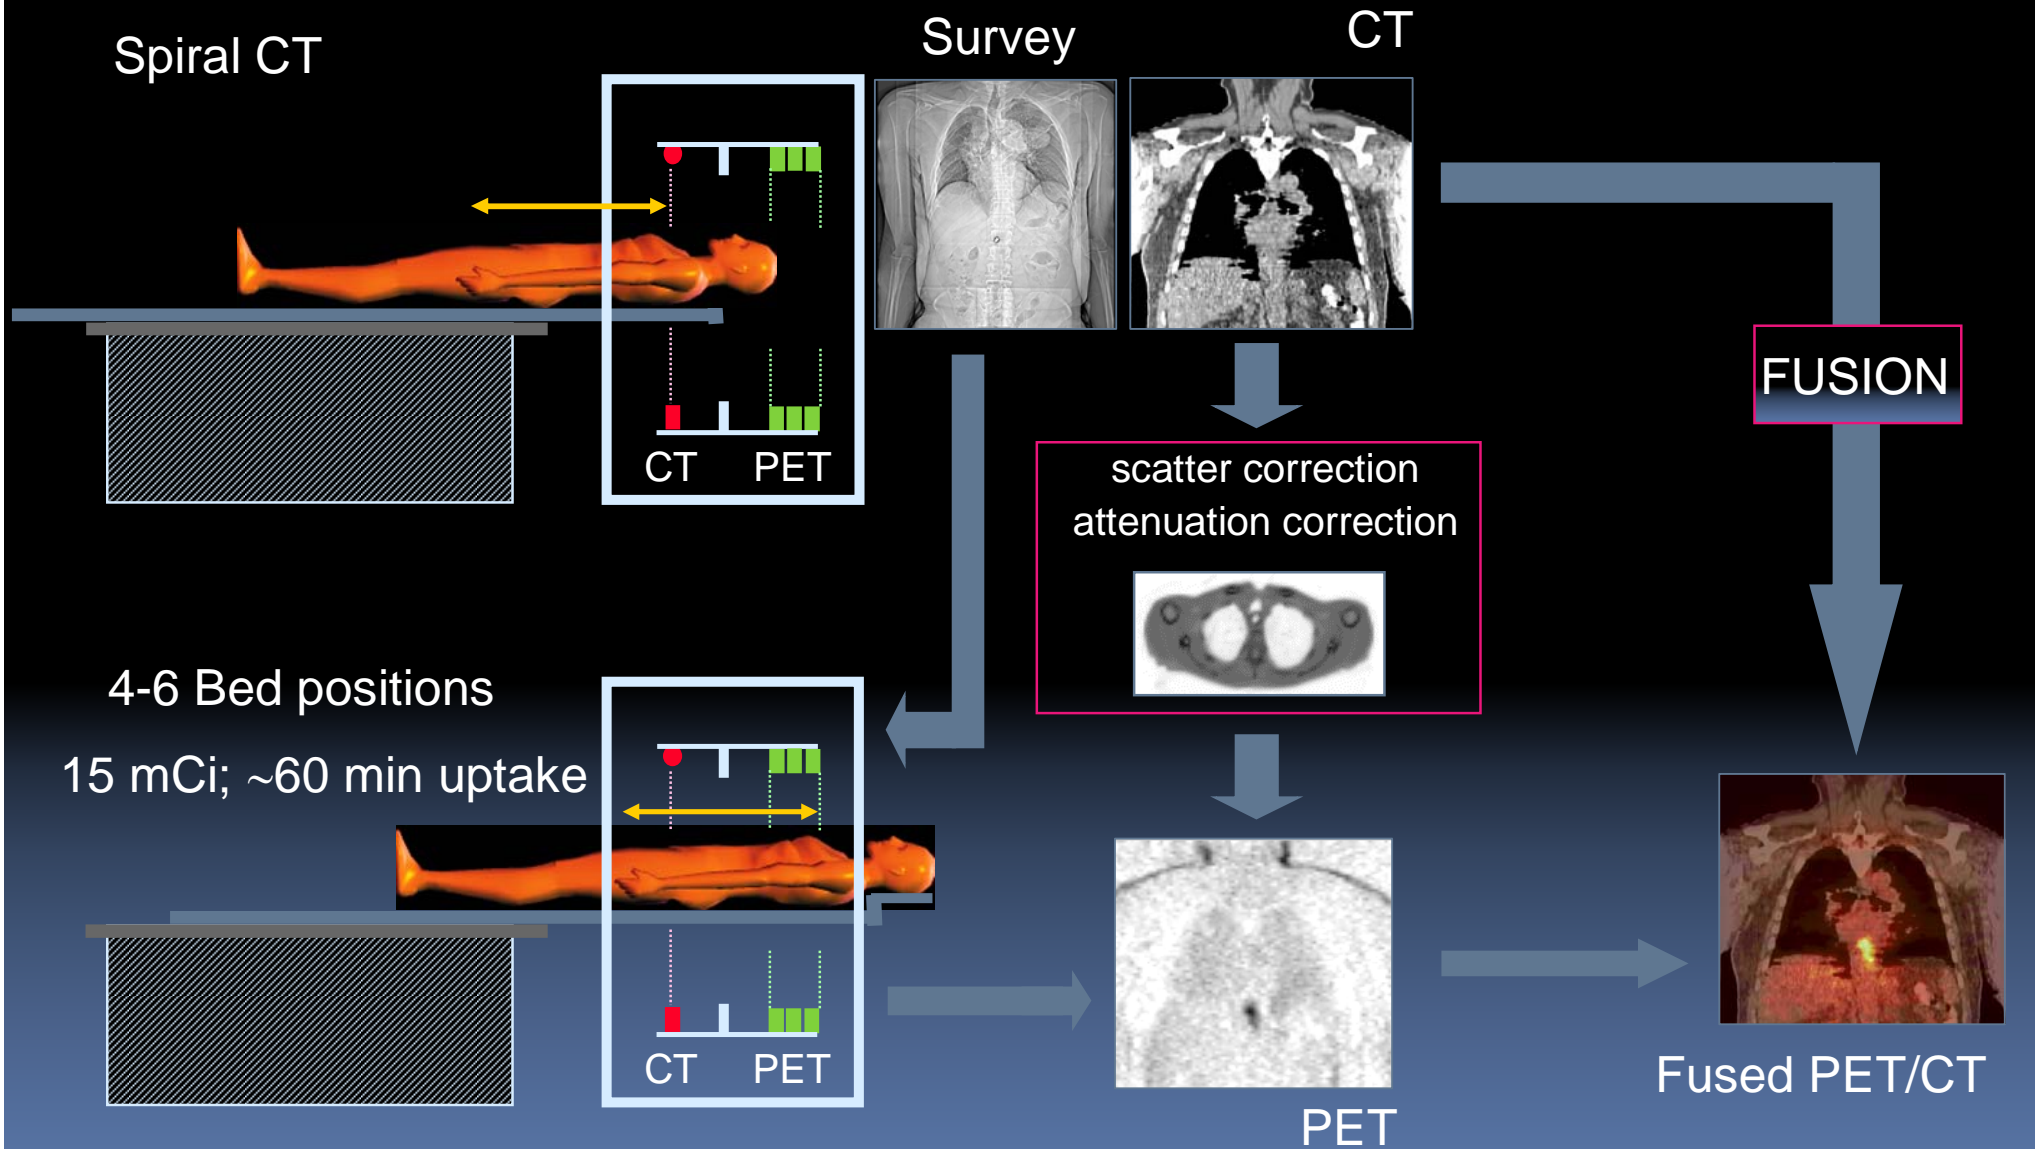 Spiral CT
Survey
CT
CT
PET
FUSION
scatter correction
attenuation correction
4-6 Bed positions
15 mCi; ~60 min uptake
CT
PET
PET
Fused PET/CT